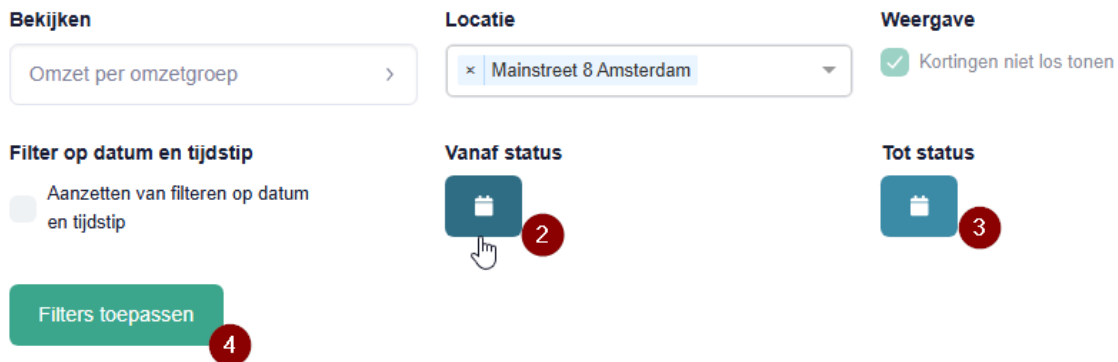 Bekijken
Locatie
Weergave
Omzet per omzetgroep
× Mainstreet 8 Amsterdam
Kortingen niet los tonen
Filter op datum en tijdstip
Vanaf status
Tot status
Aanzetten van filteren op datum
en tijdstip
2
3
Filters toepassen
4